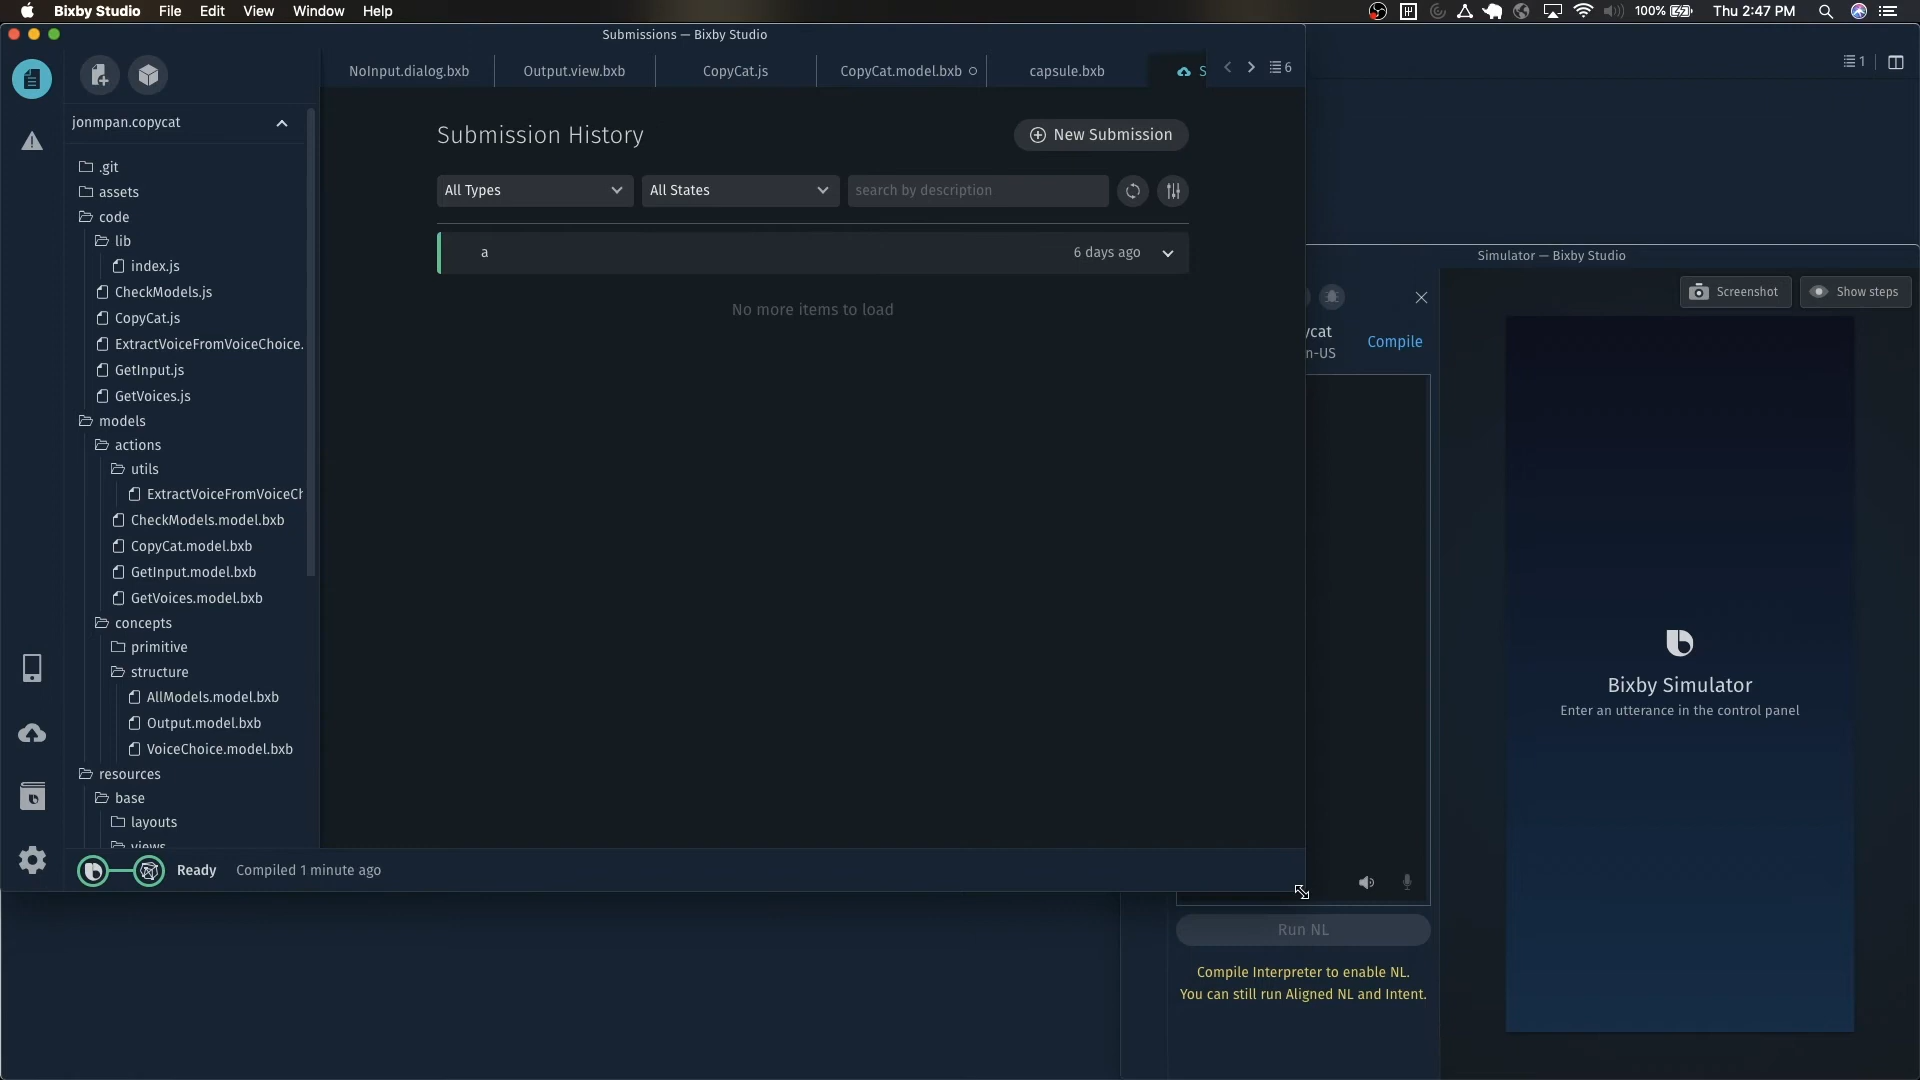 Bixby Studio File Edit View Window Help
100% Thu 2:47 PM
Submissions — Bixby Studio
NoInput.dialog.bxb Output.view.bxb CopyCat.js CopyCat.model.bxb capsule.bxb S 6
1
jonmpan.copycat
.git
assets
code
lib
index.js
CheckModels.js
CopyCat.js
ExtractVoiceFromVoiceChoice.
GetInput.js
GetVoices.js
models
actions
utils
ExtractVoiceFromVoiceCh
CheckModels.model.bxb
CopyCat.model.bxb
GetInput.model.bxb
GetVoices.model.bxb
concepts
primitive
structure
AllModels.model.bxb
Output.model.bxb
VoiceChoice.model.bxb
resources
base
layouts
views
Submission History
New Submission
All Types All States search by description
a 6 days ago
No more items to load
Ready Compiled 1 minute ago
Simulator — Bixby Studio
Screenshot Show steps
ycat
n-US
Compile
Bixby Simulator
Enter an utterance in the control panel
Run NL
Compile Interpreter to enable NL.
You can still run Aligned NL and Intent.